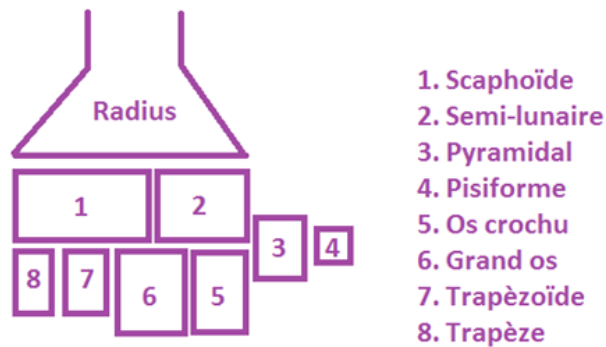 Radius
1
2
3
4
8
7
6
5
1. Scaphoïde
2. Semi-lunaire
3. Pyramidal
4. Pisiforme
5. Os crochu
6. Grand os
7. Trapèzoïde
8. Trapèze